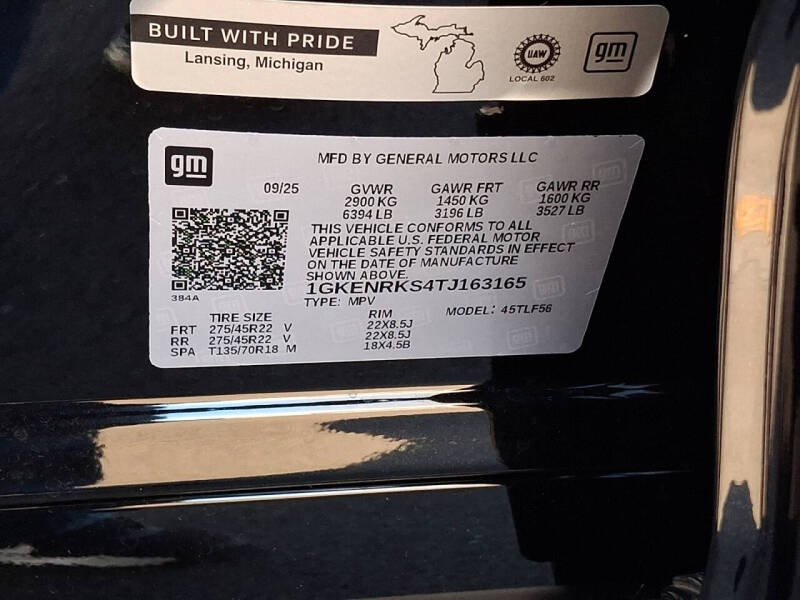 BUILT WITH PRIDE
Lansing, Michigan
UAW
LOCAL 602
gm
gm
MFD BY GENERAL MOTORS LLC
09/25 GVWR GAWR FRT GAWR RR
2900 KG 1450 KG 1600 KG
6394 LB 3196 LB 3527 LB
THIS VEHICLE CONFORMS TO ALL
APPLICABLE U.S. FEDERAL MOTOR
VEHICLE SAFETY STANDARDS IN EFFECT
ON THE DATE OF MANUFACTURE
SHOWN ABOVE.
384A
1GKENRKS4TJ163165
TYPE: MPV MODEL: 45TLF56
TIRE SIZE RIM
FRT 275/45R22 V 22X8.5J
RR 275/45R22 V 22X8.5J
SPA T135/70R18 M 18X4.5B